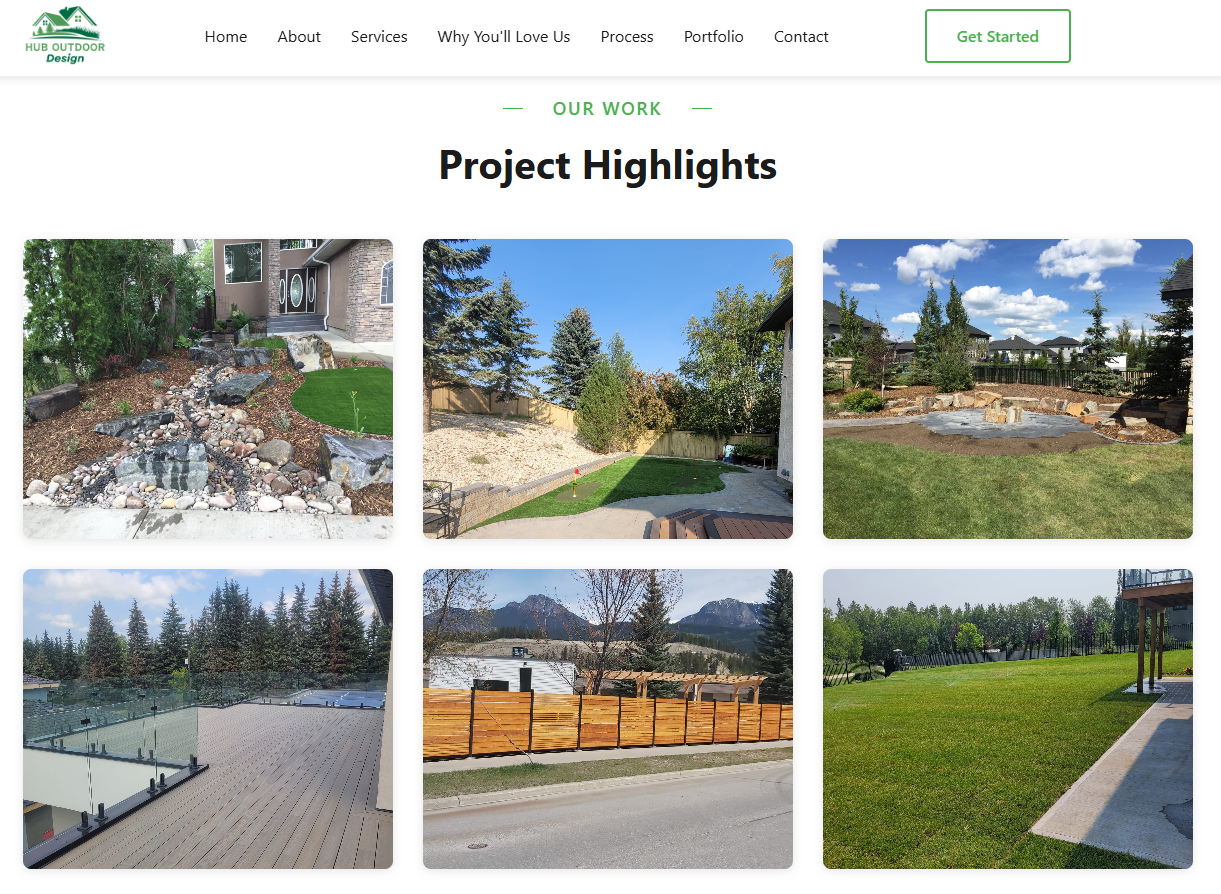 HUB OUTDOOR
Design
Home About Services Why You'll Love Us Process Portfolio Contact Get Started
OUR WORK
Project Highlights